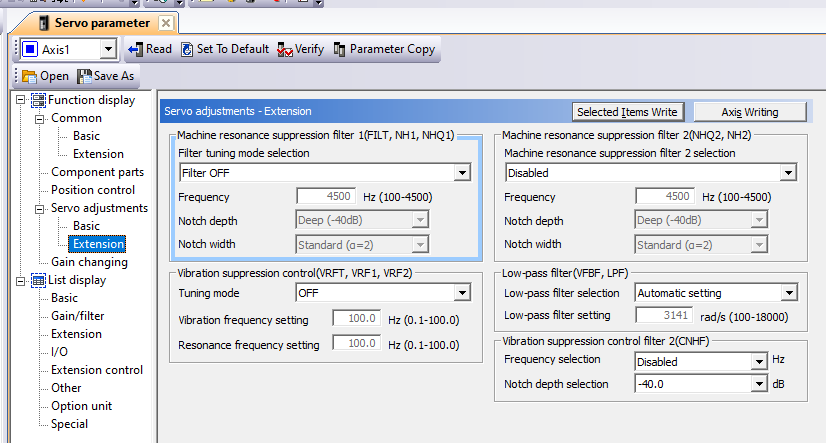 Servo parameter
Axis1 Read Set To Default Verify Parameter Copy
Open Save As
Function display
Common
Basic
Extension
Component parts
Position control
Servo adjustments
Basic
Extension
Gain changing
List display
Basic
Gain/filter
Extension
I/O
Extension control
Other
Option unit
Special
Servo adjustments - Extension Selected Items Write Axis Writing
Machine resonance suppression filter 1(FILT, NH1, NHQ1)
Filter tuning mode selection
Filter OFF
Frequency 4500 Hz (100-4500)
Notch depth Deep (-40dB)
Notch width Standard (α=2)
Machine resonance suppression filter 2(NHQ2, NH2)
Machine resonance suppression filter 2 selection
Disabled
Frequency 4500 Hz (100-4500)
Notch depth Deep (-40dB)
Notch width Standard (α=2)
Vibration suppression control(VRFT, VRF1, VRF2)
Tuning mode OFF
Vibration frequency setting 100.0 Hz (0.1-100.0)
Resonance frequency setting 100.0 Hz (0.1-100.0)
Low-pass filter(VFBF, LPF)
Low-pass filter selection Automatic setting
Low-pass filter setting 3141 rad/s (100-18000)
Vibration suppression control filter 2(CNHF)
Frequency selection Disabled Hz
Notch depth selection -40.0 dB